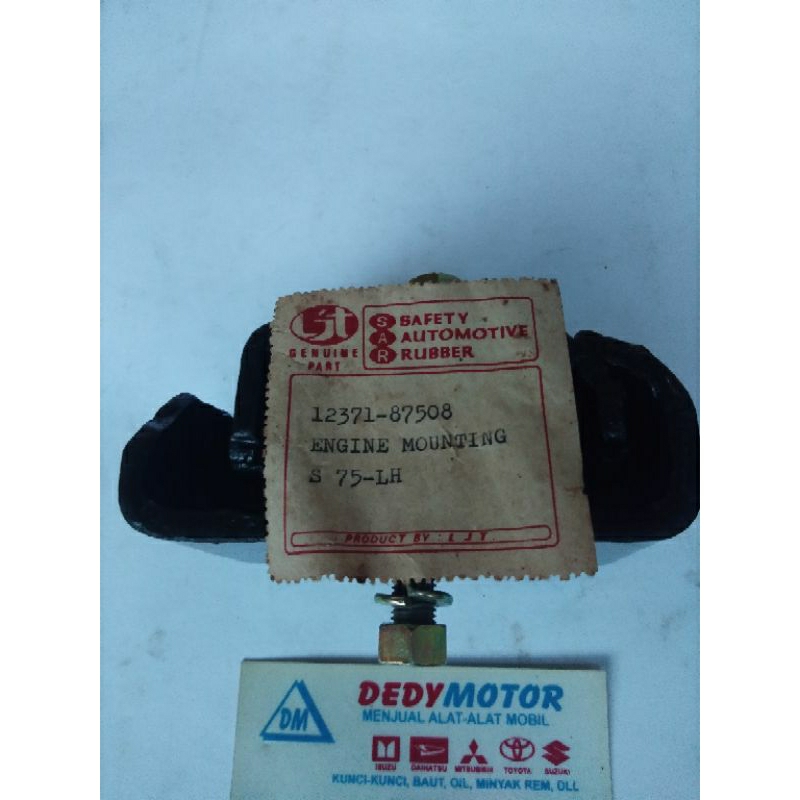 LJT
GENUINE
PART
SAR
SAFETY
AUTOMOTIVE
RUBBER
12371-87508
ENGINE MOUNTING
S 75-LH
PRODUCT BY : L J T
DM
DEDYMOTOR
MENJUAL ALAT-ALAT MOBIL
ISUZU DAIHATSU MITSUBISHI TOYOTA SUZUKI
KUNCI-KUNCI, BAUT, OIL, MINYAK REM, DLL